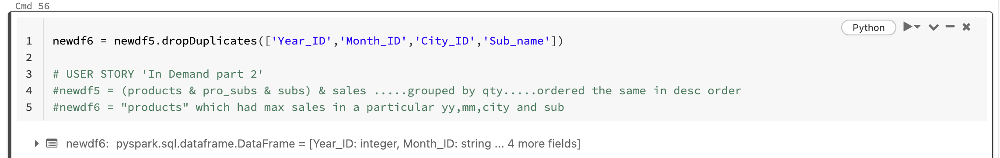 Cmd 56
Python
1 newdf6 = newdf5.dropDuplicates(['Year_ID','Month_ID','City_ID','Sub_name'])
2
3 # USER STORY 'In Demand part 2'
4 #newdf5 = (products & pro_subs & subs) & sales .....grouped by qty.....ordered the same in desc order
5 #newdf6 = "products" which had max sales in a particular yy,mm,city and sub
newdf6: pyspark.sql.dataframe.DataFrame = [Year_ID: integer, Month_ID: string ... 4 more fields]